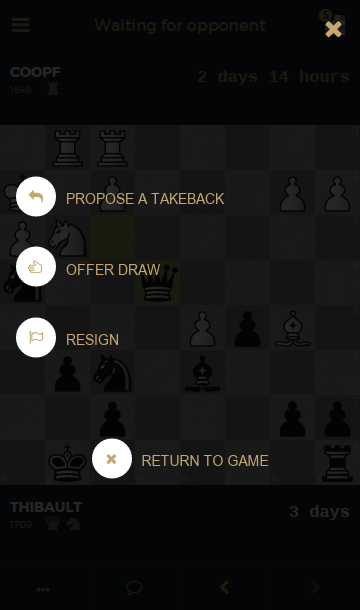 Waiting for opponent
5
COOPF
2 days 14 hours
1648
PROPOSE A TAKEBACK
OFFER DRAW
RESIGN
RETURN TO GAME
THIBAULT
3 days
1709